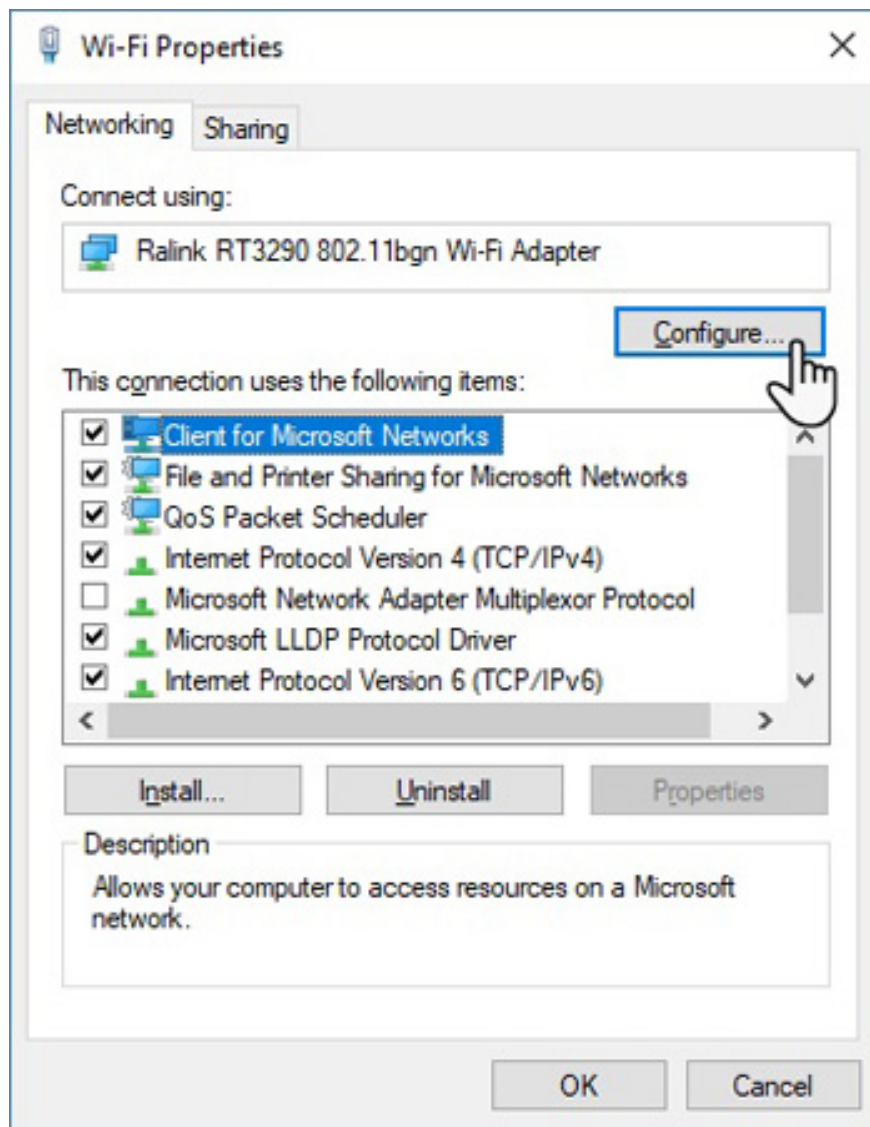 Wi-Fi Properties
Networking
Sharing
Connect using:
Ralink RT3290 802.11bgn Wi-Fi Adapter
Configure...
This connection uses the following items:
Client for Microsoft Networks
File and Printer Sharing for Microsoft Networks
QoS Packet Scheduler
Internet Protocol Version 4 (TCP/IPv4)
Microsoft Network Adapter Multiplexor Protocol
Microsoft LLDP Protocol Driver
Internet Protocol Version 6 (TCP/IPv6)
Install...
Uninstall
Properties
Description
Allows your computer to access resources on a Microsoft
network.
OK
Cancel